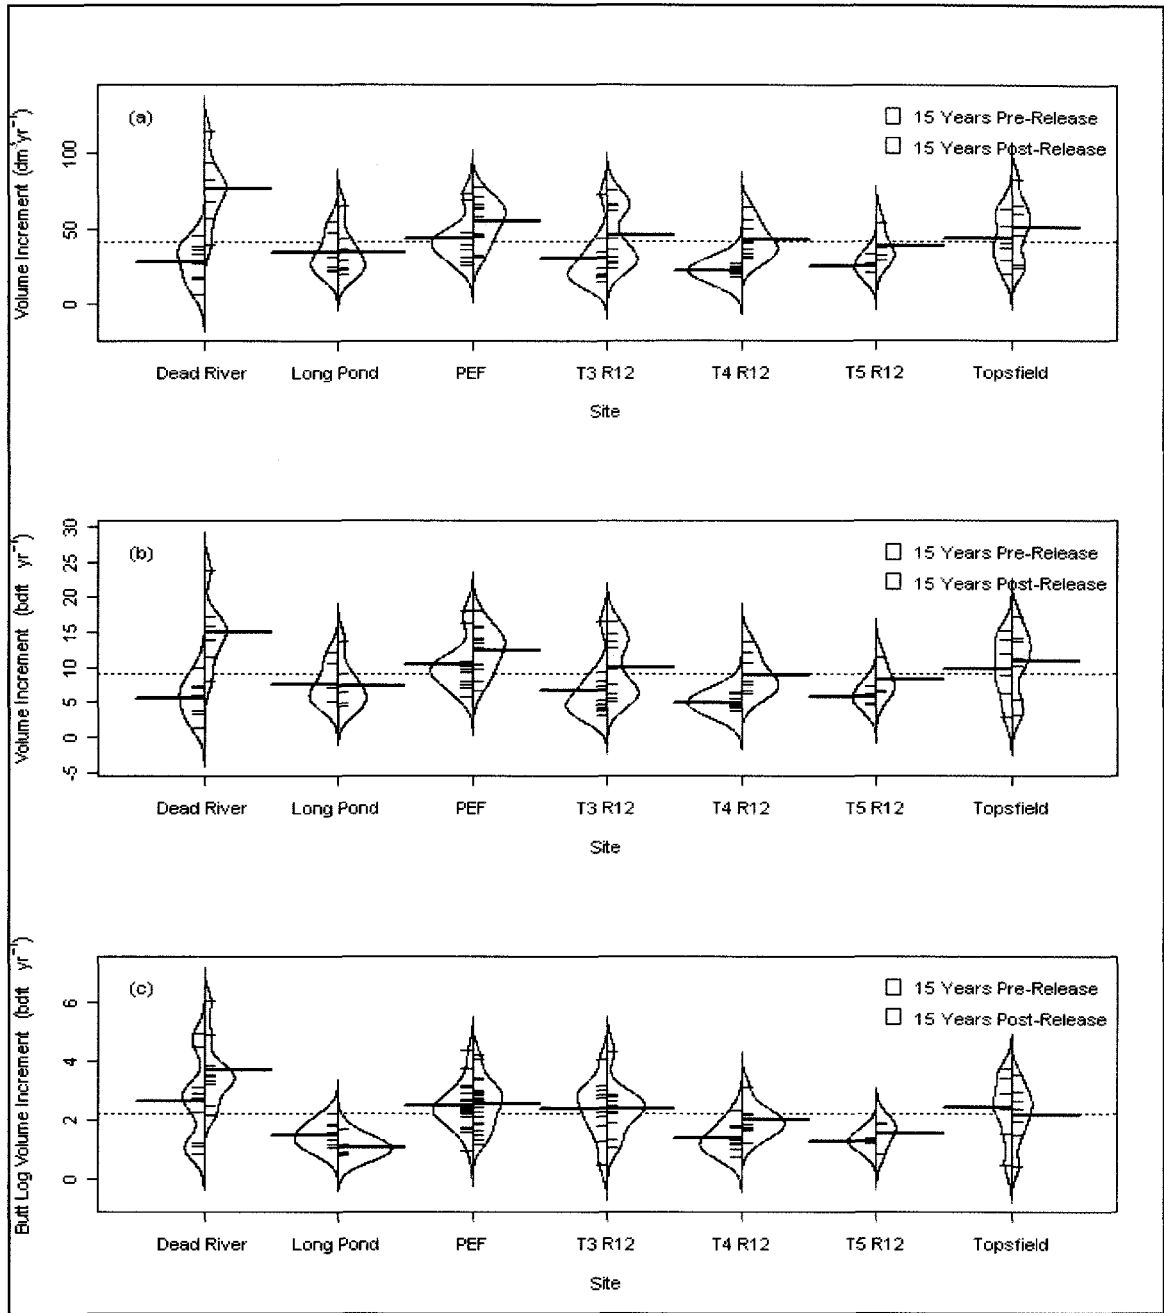 (a)
15 Years Pre-Release
15 Years Post-Release
Volume Increment (dm³yr⁻¹)
100
50
0
Dead River Long Pond PEF T3 R12 T4 R12 T5 R12 Topsfield
Site
(b)
15 Years Pre-Release
15 Years Post-Release
Volume Increment (bdft yr⁻¹)
30
25
20
15
10
5
0
-5
Dead River Long Pond PEF T3 R12 T4 R12 T5 R12 Topsfield
Site
(c)
15 Years Pre-Release
15 Years Post-Release
Butt Log Volume Increment (bdft yr⁻¹)
6
4
2
0
Dead River Long Pond PEF T3 R12 T4 R12 T5 R12 Topsfield
Site